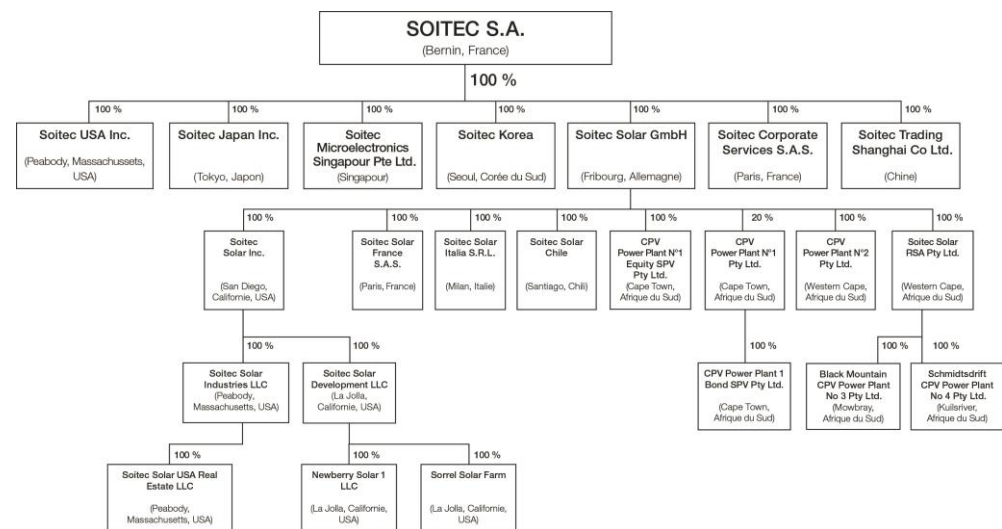 SOITEC S.A.
(Bernin, France)
100 %
100 %
100 %
100 %
100 %
100 %
100 %
100 %
Soitec USA Inc.
(Peabody, Massachussets,
USA)
Soitec Japan Inc.
(Tokyo, Japon)
Soitec
Microelectronics
Singapour Pte Ltd.
(Singapour)
Soitec Korea
(Seoul, Corée du Sud)
Soitec Solar GmbH
(Fribourg, Allemagne)
Soitec Corporate
Services S.A.S.
(Paris, France)
Soitec Trading
Shanghai Co Ltd.
(Chine)
100 %
100 %
100 %
100 %
100 %
20 %
100 %
100 %
Soitec
Solar Inc.
(San Diego,
Californie, USA)
Soitec Solar
France
S.A.S.
(Paris, France)
Soitec Solar
Italia S.R.L.
(Milan, Italie)
Soitec Solar
Chile
(Santiago, Chili)
CPV
Power Plant N°1
Equity SPV
Pty Ltd.
(Cape Town,
Afrique du Sud)
CPV
Power Plant N°1
Pty Ltd.
(Cape Town,
Afrique du Sud)
CPV
Power Plant N°2
Pty Ltd.
(Western Cape,
Afrique du Sud)
Soitec Solar
RSA Pty Ltd.
(Western Cape,
Afrique du Sud)
100 %
100 %
100 %
100 %
100 %
Soitec Solar
Industries LLC
(Peabody,
Massachusetts, USA)
Soitec Solar
Development LLC
(La Jolla,
Californie, USA)
CPV Power Plant 1
Bond SPV Pty Ltd.
(Cape Town,
Afrique du Sud)
Black Mountain
CPV Power Plant
No 3 Pty Ltd.
(Mowbray,
Afrique du Sud)
Schmidtsdrift
CPV Power Plant
No 4 Pty Ltd.
(Kuilsriver,
Afrique du Sud)
100 %
100 %
100 %
Soitec Solar USA Real
Estate LLC
(Peabody,
Massachusetts, USA)
Newberry Solar 1
LLC
(La Jolla, Californie,
USA)
Sorrel Solar Farm
(La Jolla, Californie,
USA)